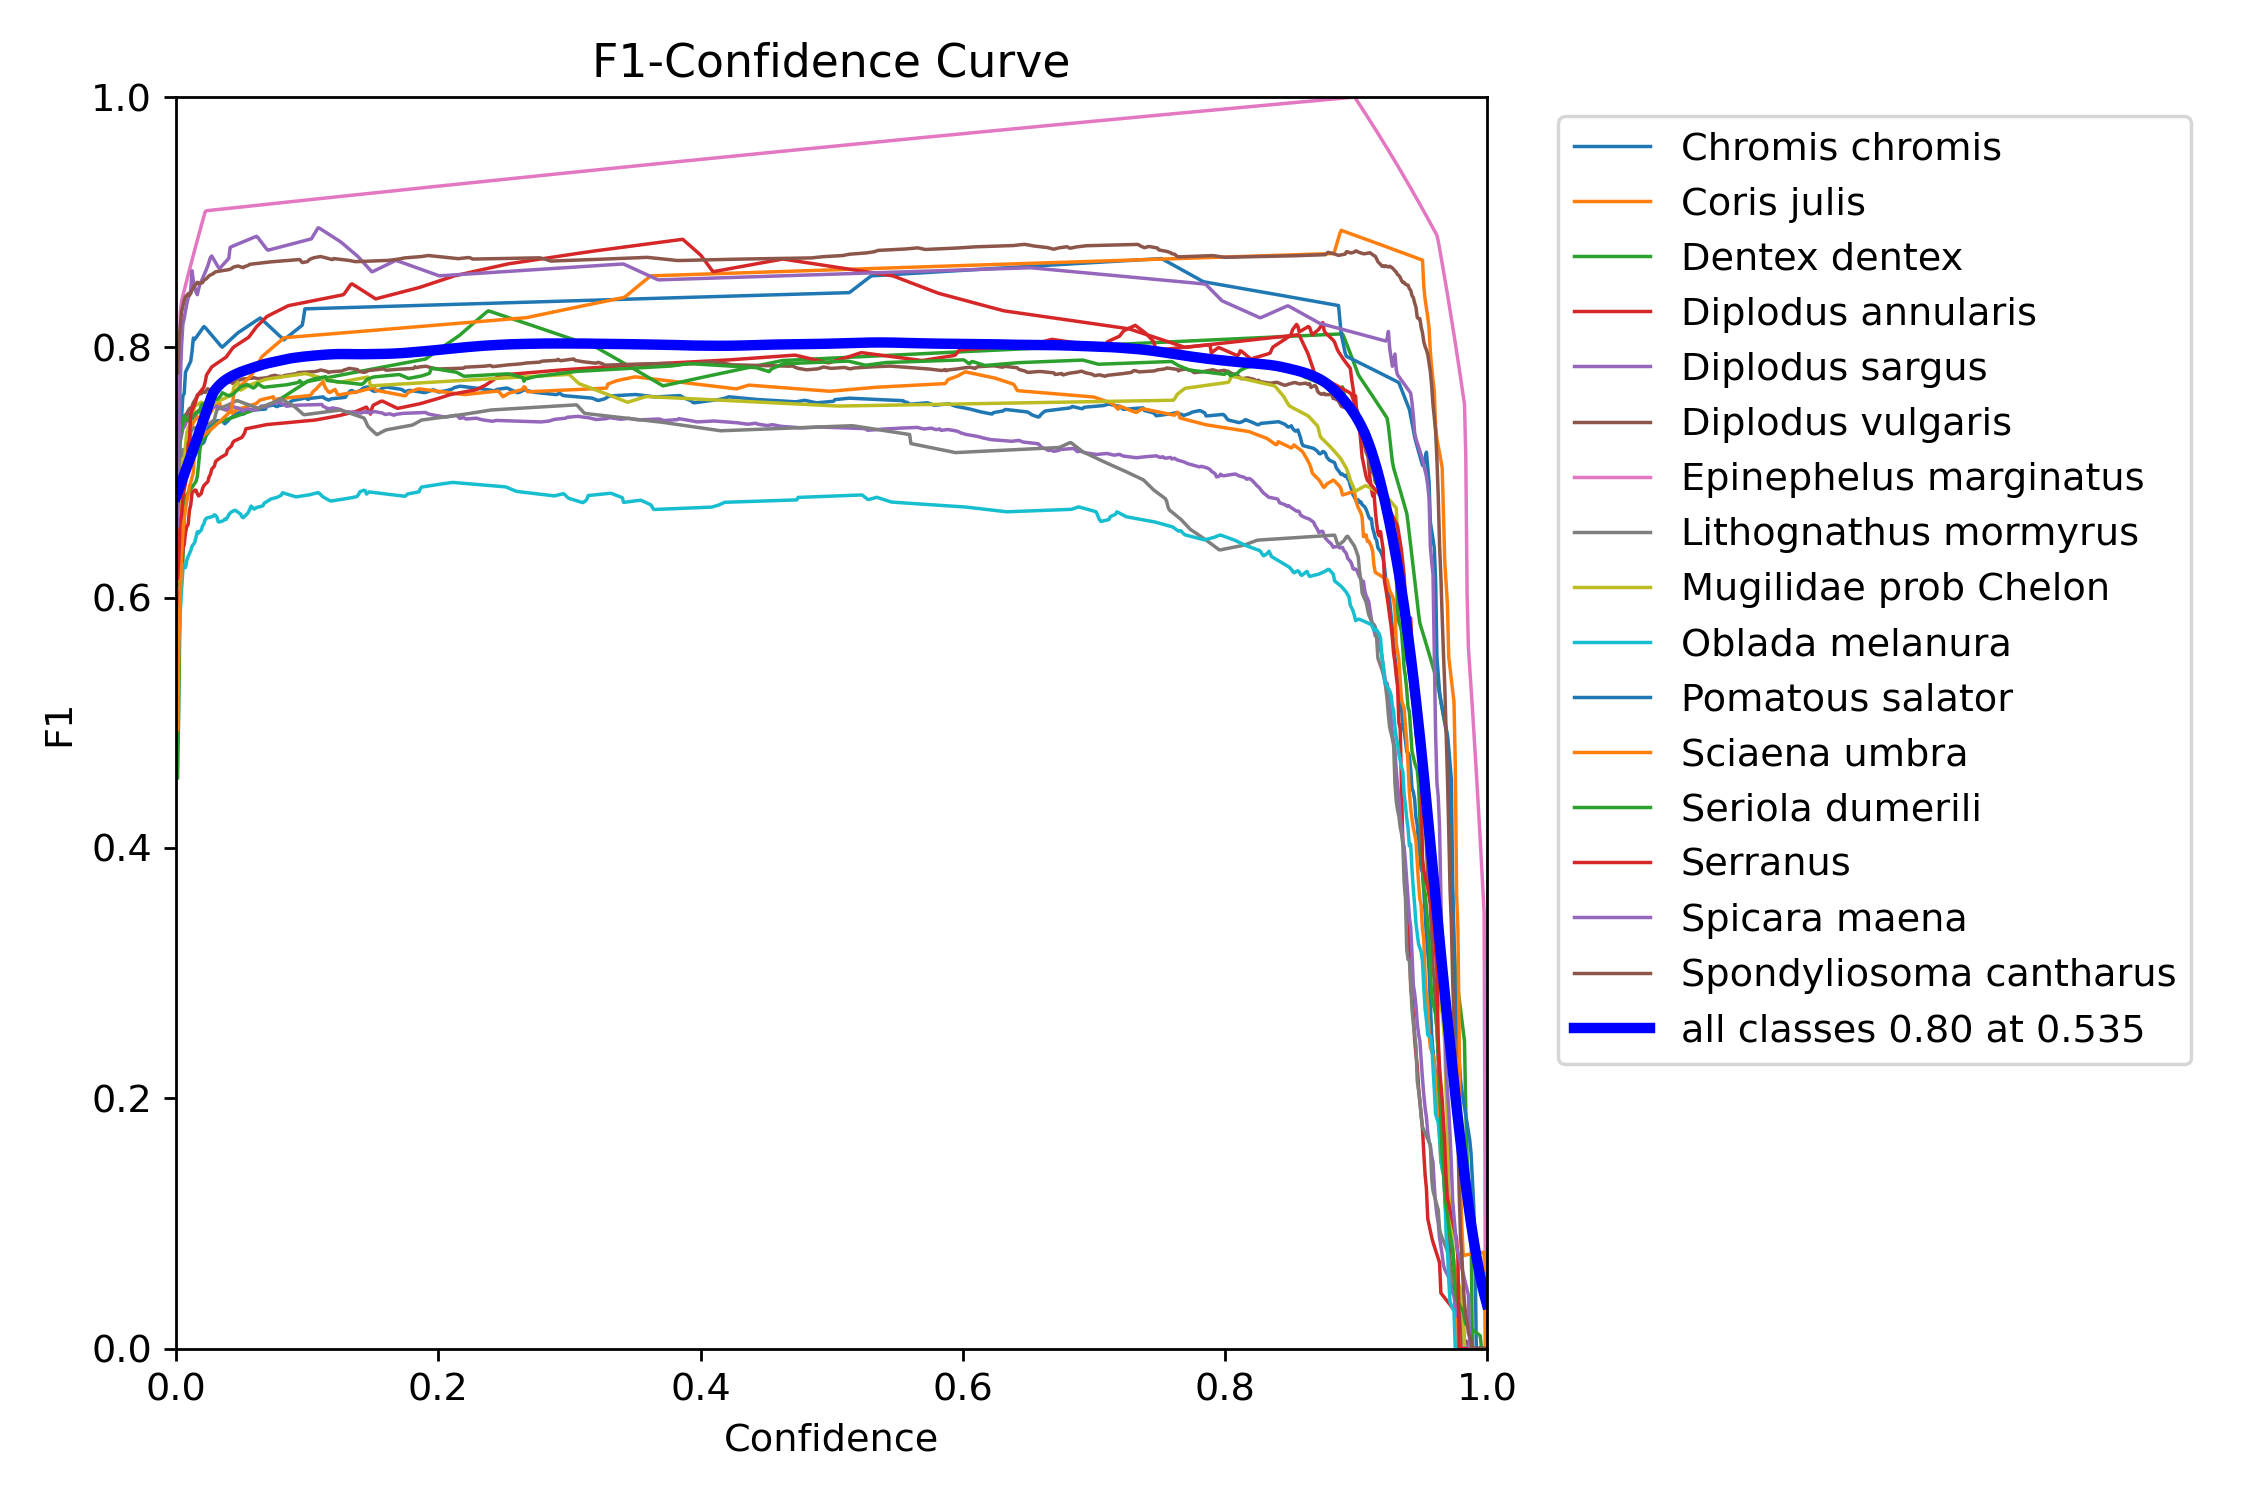 F1-Confidence Curve
1.0
0.8
0.6
0.4
0.2
0.0
F1
0.0 0.2 0.4 0.6 0.8 1.0
Confidence
Chromis chromis
Coris julis
Dentex dentex
Diplodus annularis
Diplodus sargus
Diplodus vulgaris
Epinephelus marginatus
Lithognathus mormyrus
Mugilidae prob Chelon
Oblada melanura
Pomatous salator
Sciaena umbra
Seriola dumerili
Serranus
Spicara maena
Spondyliosoma cantharus
all classes 0.80 at 0.535